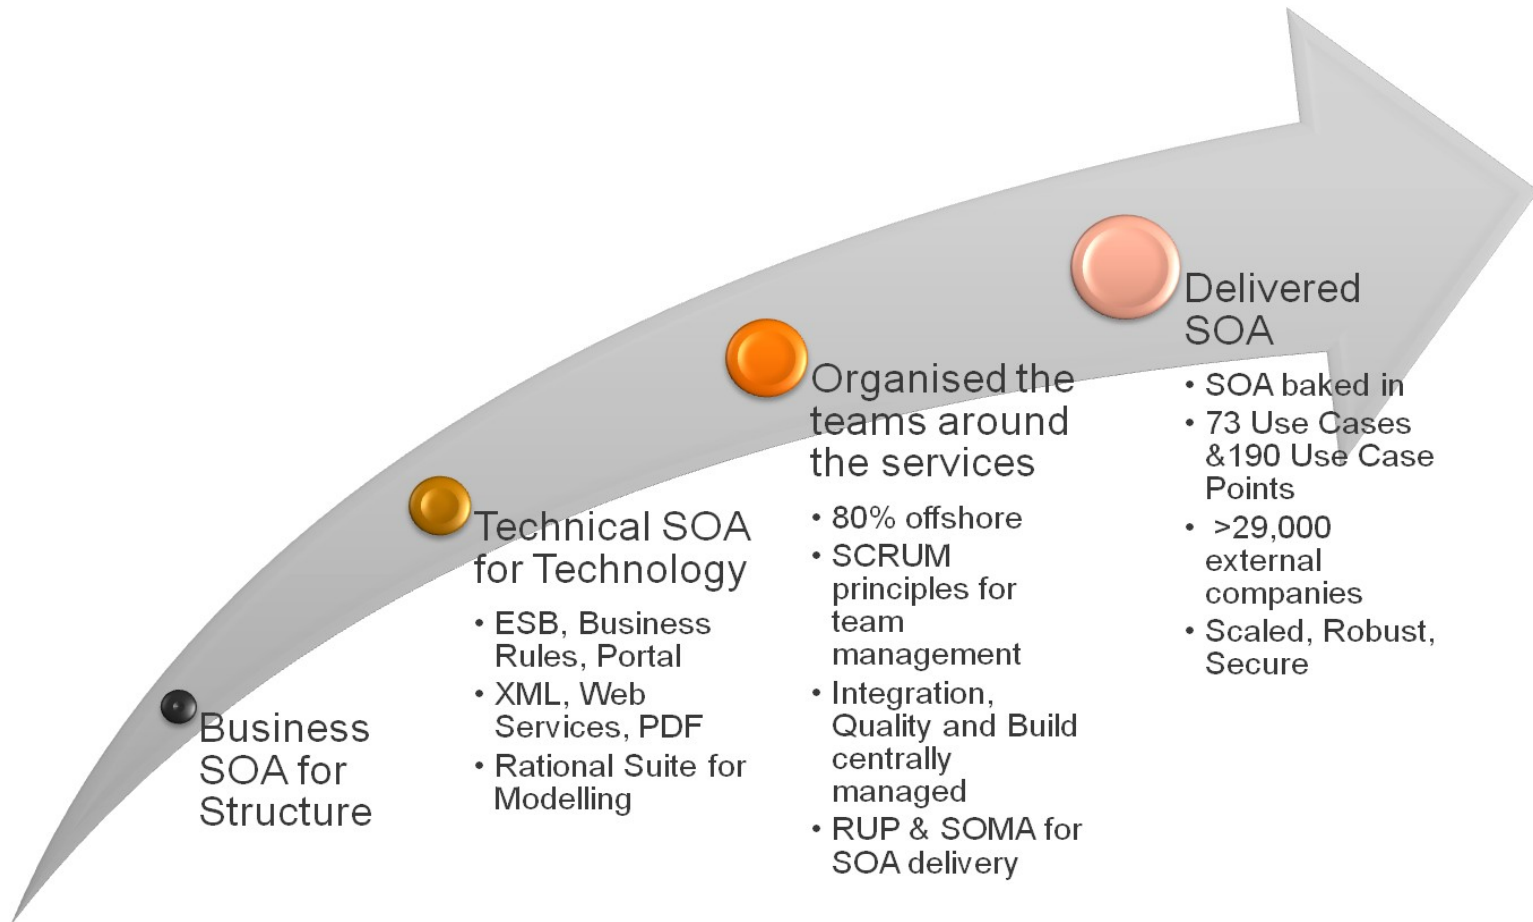 Business
SOA for
Structure
Technical SOA
for Technology
• ESB, Business
Rules, Portal
• XML, Web
Services, PDF
• Rational Suite for
Modelling
Organised the
teams around
the services
• 80% offshore
• SCRUM
principles for
team
management
• Integration,
Quality and Build
centrally
managed
• RUP & SOMA for
SOA delivery
Delivered
SOA
• SOA baked in
• 73 Use Cases
&190 Use Case
Points
• >29,000
external
companies
• Scaled, Robust,
Secure